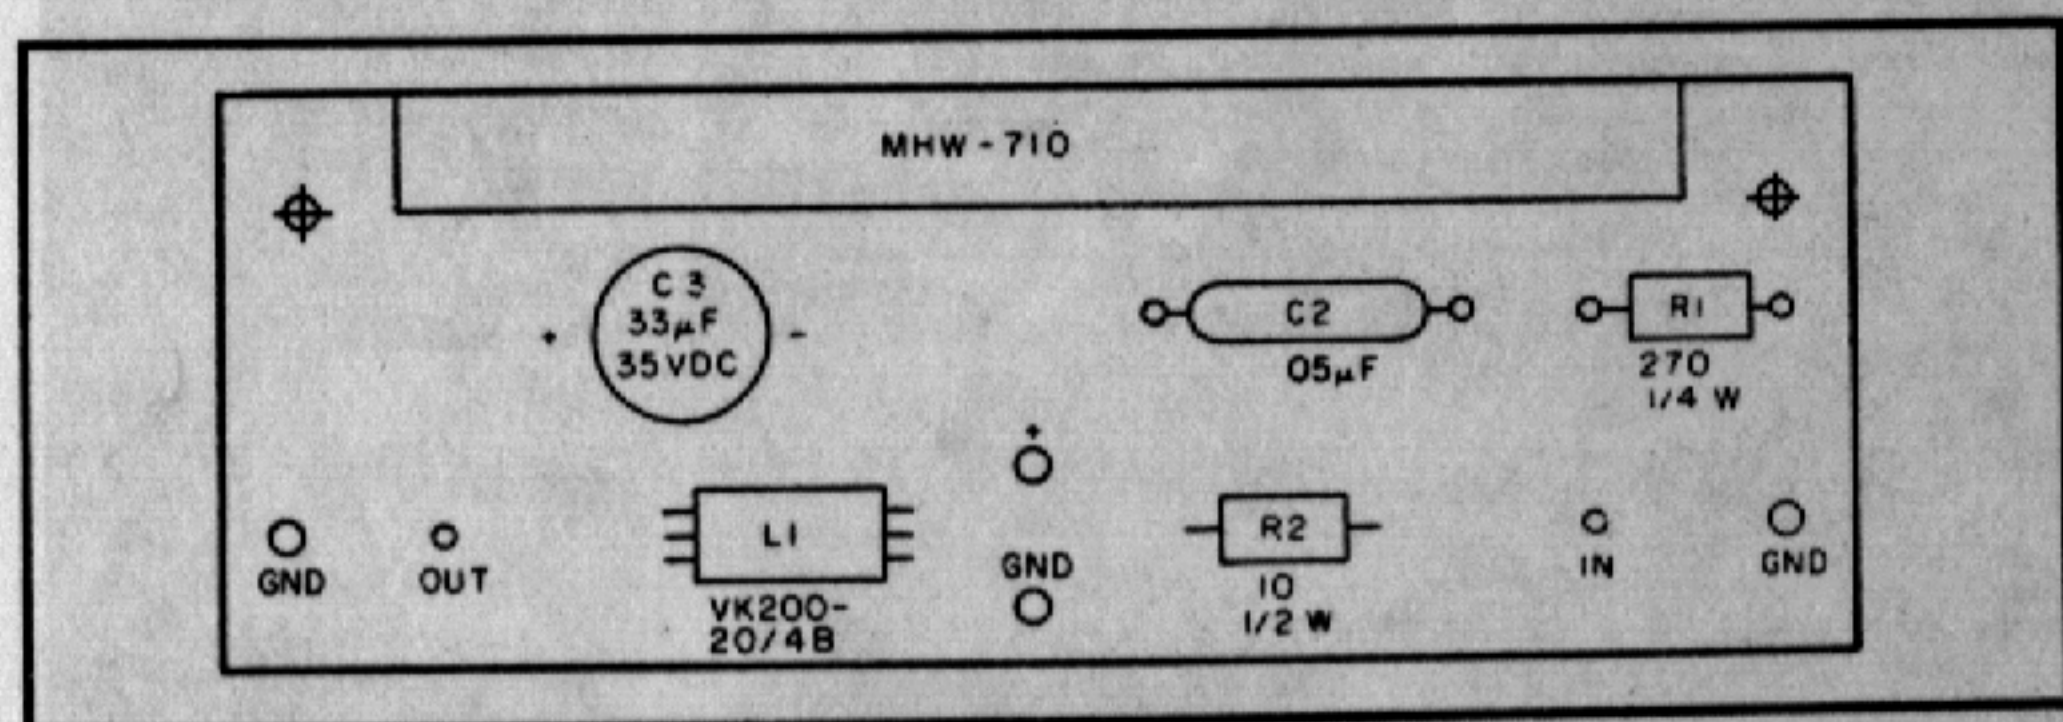 MHW-710
C3
33µF
35VDC
+
-
C2
05µF
R1
270
1/4 W
+
GND
OUT
L1
VK200-
20/4B
GND
R2
10
1/2 W
IN
GND